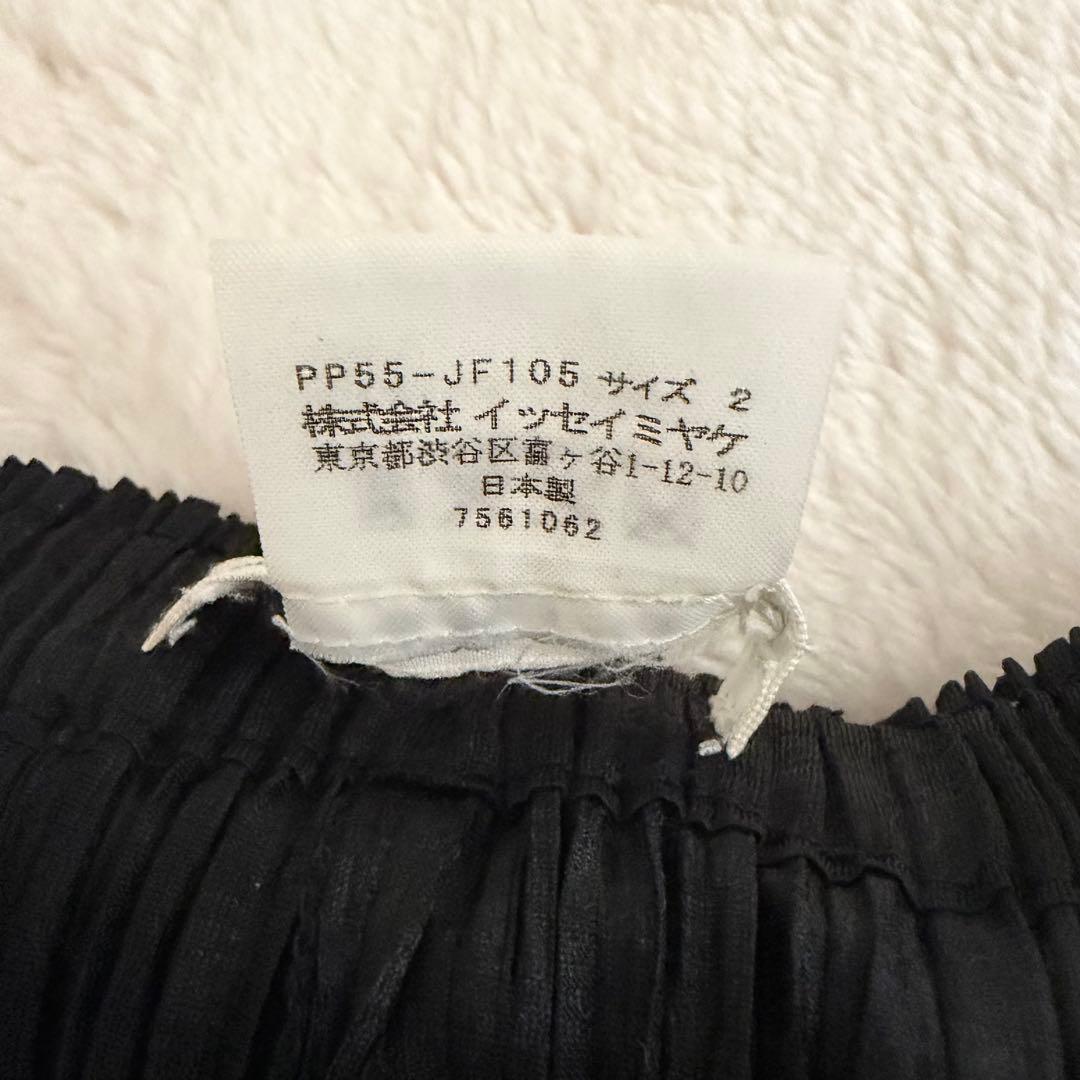 PP55-JF105 サイズ 2
株式会社 イッセイミヤケ
東京都渋谷区富ヶ谷1-12-10
日本製
7561062